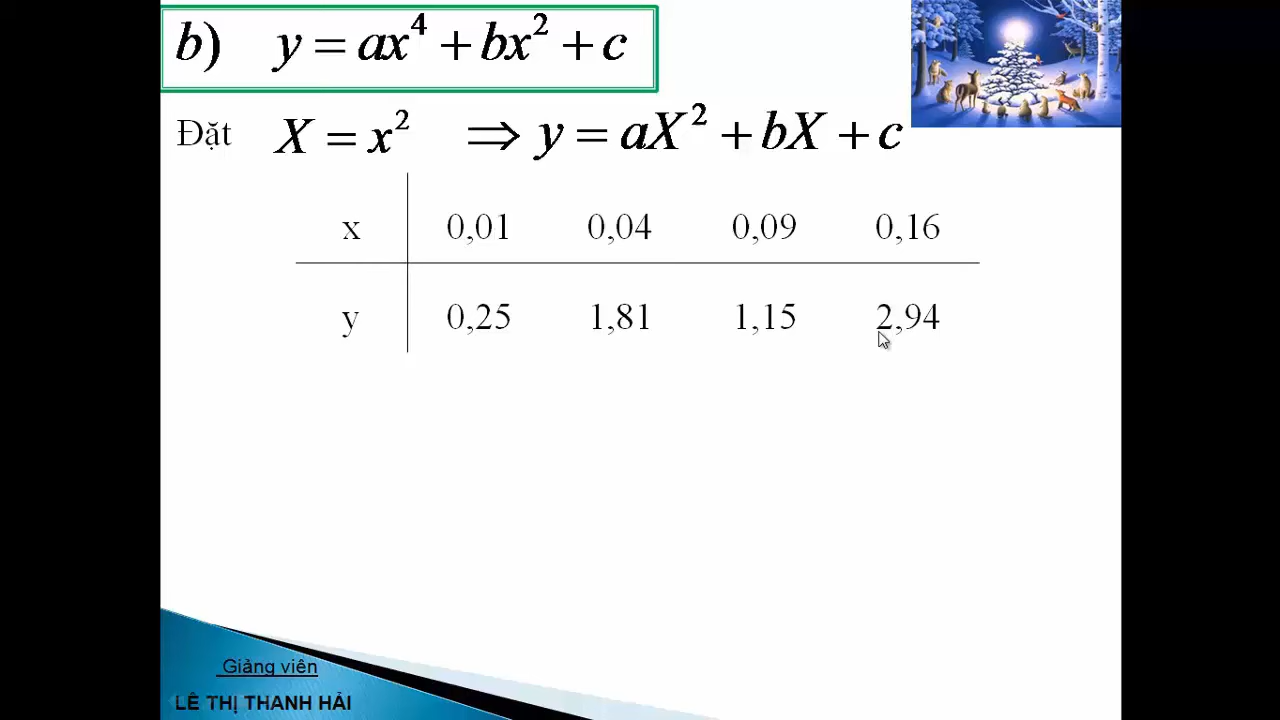 b) y = ax⁴ + bx² + c
Đặt X = x² ⇒ y = aX² + bX + c
x 0,01 0,04 0,09 0,16
y 0,25 1,81 1,15 2,94
Giảng viên
LÊ THỊ THANH HẢI